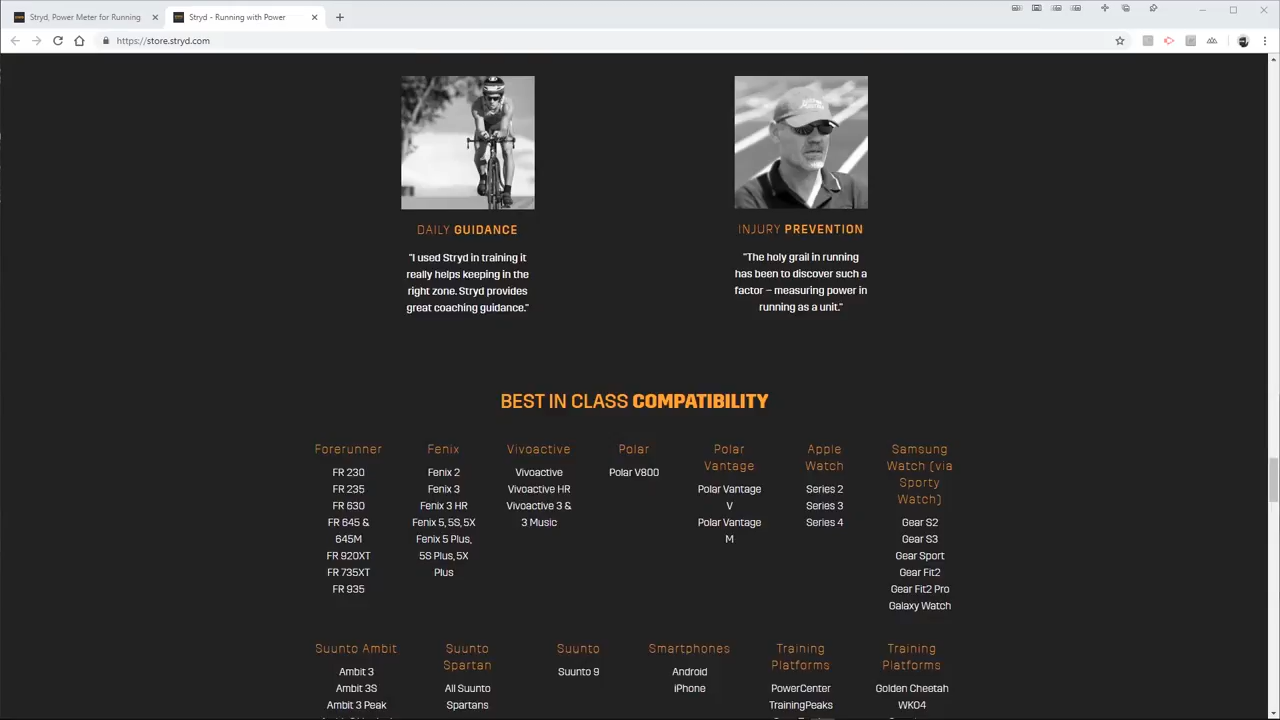 Stryd, Power Meter for Running
Stryd - Running with Power
https://store.stryd.com
DAILY GUIDANCE
"I used Stryd in training it
really helps keeping in the
right zone. Stryd provides
great coaching guidance."
INJURY PREVENTION
"The holy grail in running
has been to discover such a
factor – measuring power in
running as a unit."
BEST IN CLASS COMPATIBILITY
Forerunner
FR 230
FR 235
FR 630
FR 645 &
645M
FR 920XT
FR 735XT
FR 935
Fenix
Fenix 2
Fenix 3
Fenix 3 HR
Fenix 5, 5S, 5X
Fenix 5 Plus,
5S Plus, 5X
Plus
Vivoactive
Vivoactive
Vivoactive HR
Vivoactive 3 &
3 Music
Polar
Polar V800
Polar
Vantage
Polar Vantage
V
Polar Vantage
M
Apple
Watch
Series 2
Series 3
Series 4
Samsung
Watch (via
Sporty
Watch)
Gear S2
Gear S3
Gear Sport
Gear Fit2
Gear Fit2 Pro
Galaxy Watch
Suunto Ambit
Ambit 3
Ambit 3S
Ambit 3 Peak
Suunto
Spartan
All Suunto
Spartans
Suunto
Suunto 9
Smartphones
Android
iPhone
Training
Platforms
PowerCenter
TrainingPeaks
Training
Platforms
Golden Cheetah
WKO4